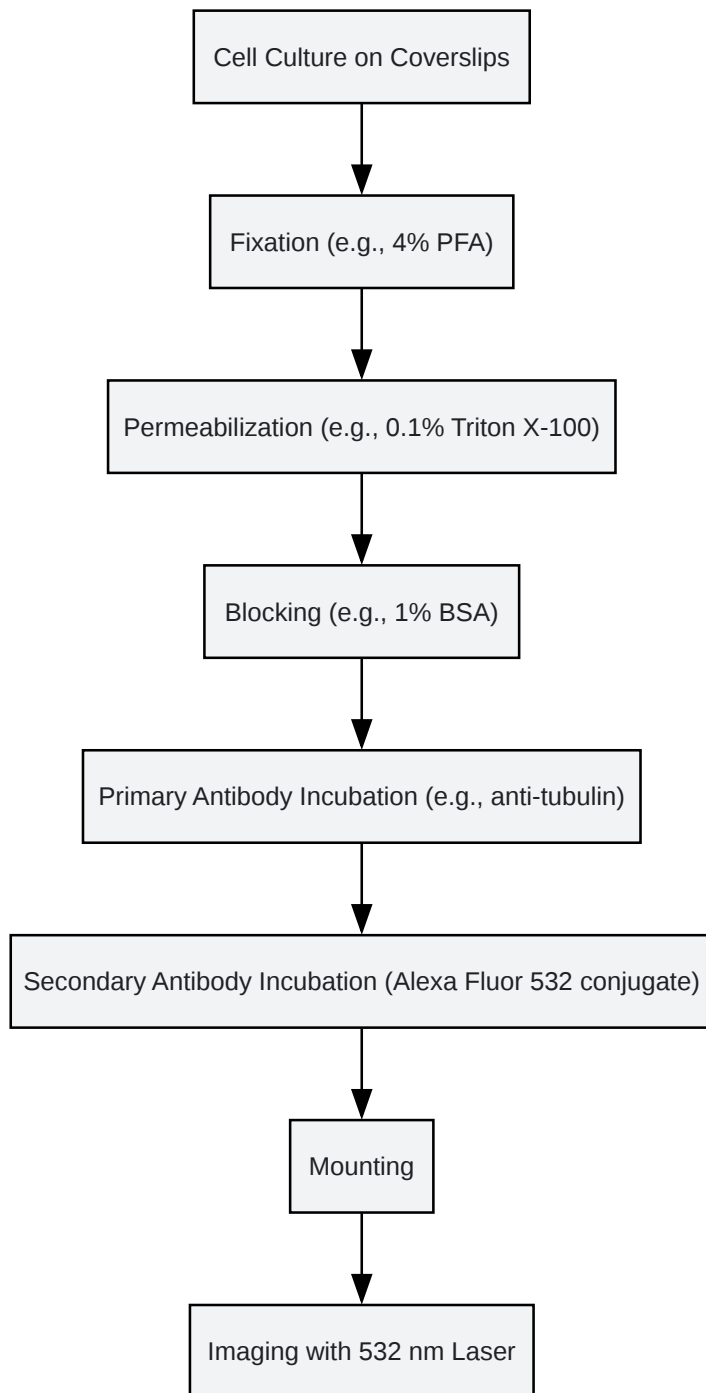 Cell Culture on Coverslips
Fixation (e.g., 4% PFA)
Permeabilization (e.g., 0.1% Triton X-100)
Blocking (e.g., 1% BSA)
Primary Antibody Incubation (e.g., anti-tubulin)
Secondary Antibody Incubation (Alexa Fluor 532 conjugate)
Mounting
Imaging with 532 nm Laser